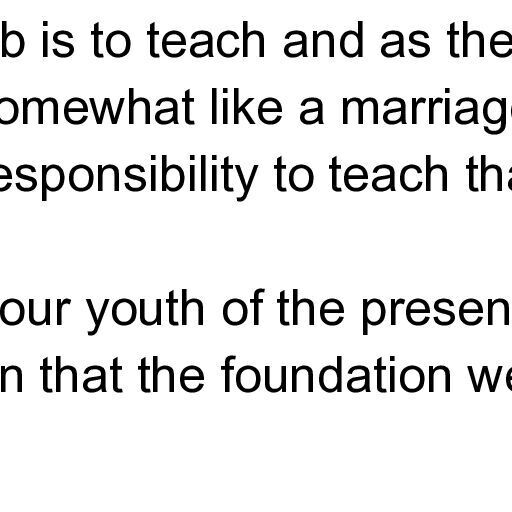 b is to teach and as the
omewhat like a marriag
esponsibility to teach tha
our youth of the presen
n that the foundation we